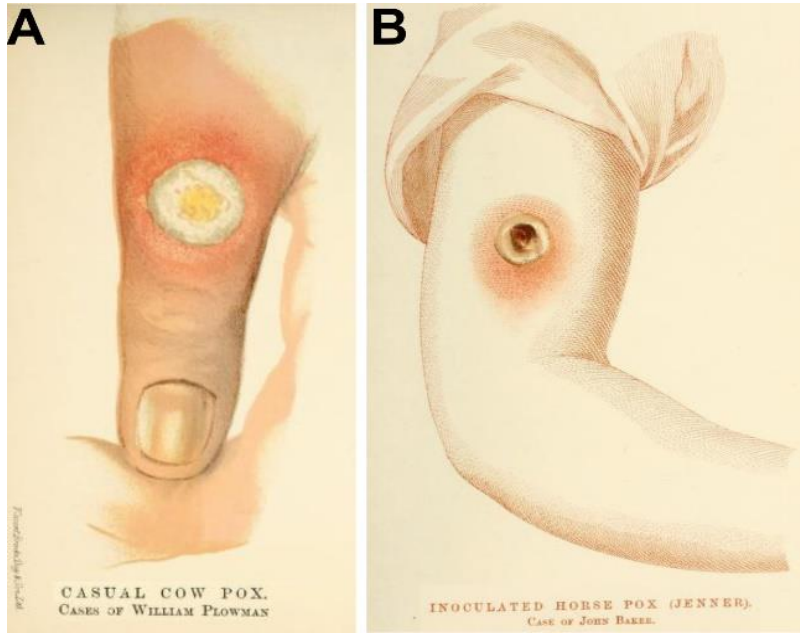 A
CASUAL COW POX.
CASES OF WILLIAM PLOWMAN
B
INOCULATED HORSE POX (JENNER).
CASE OF JOHN BAKER.